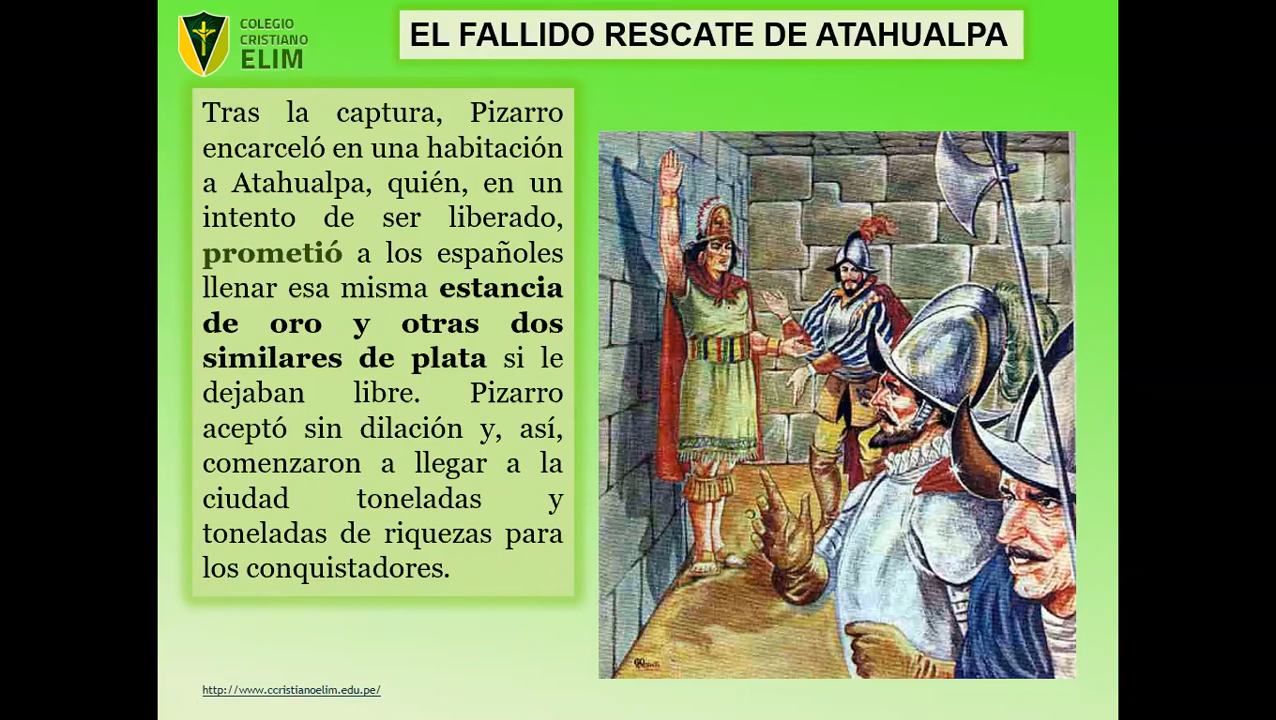 COLEGIO
CRISTIANO
ELIM
EL FALLIDO RESCATE DE ATAHUALPA
Tras la captura, Pizarro
encarceló en una habitación
a Atahualpa, quién, en un
intento de ser liberado,
prometió a los españoles
llenar esa misma estancia
de oro y otras dos
similares de plata si le
dejaban libre. Pizarro
aceptó sin dilación y, así,
comenzaron a llegar a la
ciudad toneladas y
toneladas de riquezas para
los conquistadores.
http://www.ccristianoelim.edu.pe/